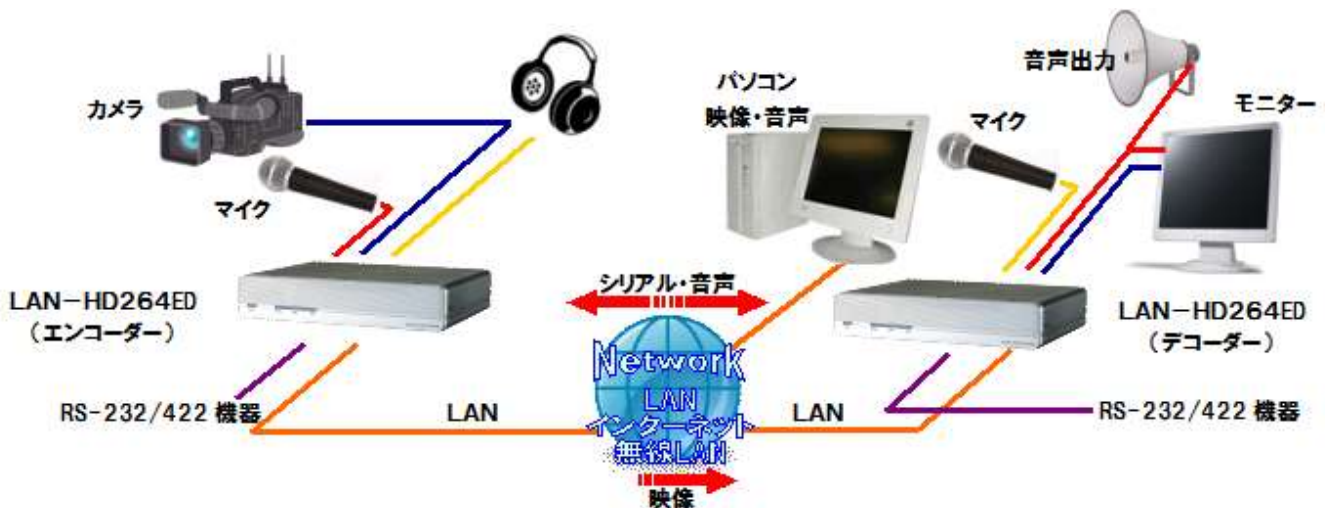 カメラ
マイク
パソコン
映像・音声
マイク
音声出力
モニター
LAN-HD264ED
（エンコーダー）
シリアル・音声
LAN-HD264ED
（デコーダー）
RS-232/422 機器
LAN
Network
LAN
インターネット
無線LAN
LAN
RS-232/422 機器
映像